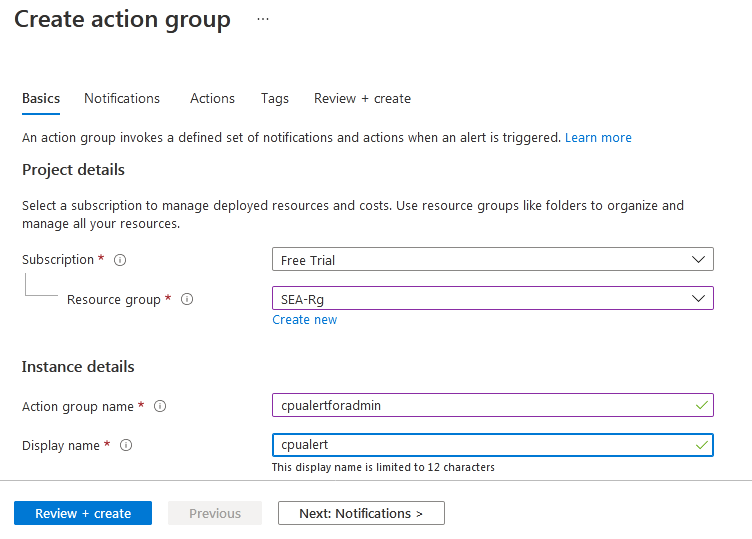 Create action group ...
Basics Notifications Actions Tags Review + create
An action group invokes a defined set of notifications and actions when an alert is triggered. Learn more
Project details
Select a subscription to manage deployed resources and costs. Use resource groups like folders to organize and
manage all your resources.
Subscription * Free Trial
Resource group * SEA-Rg
Create new
Instance details
Action group name * cpualertforadmin
Display name * cpualert
This display name is limited to 12 characters
Review + create Previous Next: Notifications >